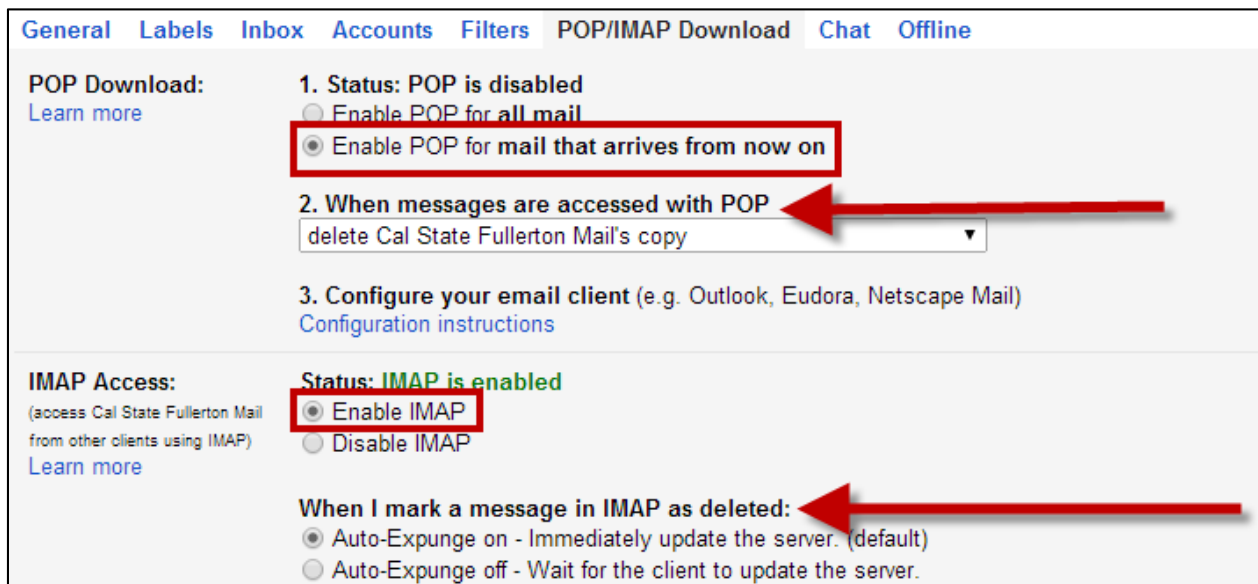 General Labels Inbox Accounts Filters POP/IMAP Download Chat Offline
POP Download:
Learn more
1. Status: POP is disabled
Enable POP for all mail
Enable POP for mail that arrives from now on
2. When messages are accessed with POP
delete Cal State Fullerton Mail's copy
3. Configure your email client (e.g. Outlook, Eudora, Netscape Mail)
Configuration instructions
IMAP Access:
(access Cal State Fullerton Mail
from other clients using IMAP)
Learn more
Status: IMAP is enabled
Enable IMAP
Disable IMAP
When I mark a message in IMAP as deleted:
Auto-Expunge on - Immediately update the server. (default)
Auto-Expunge off - Wait for the client to update the server.